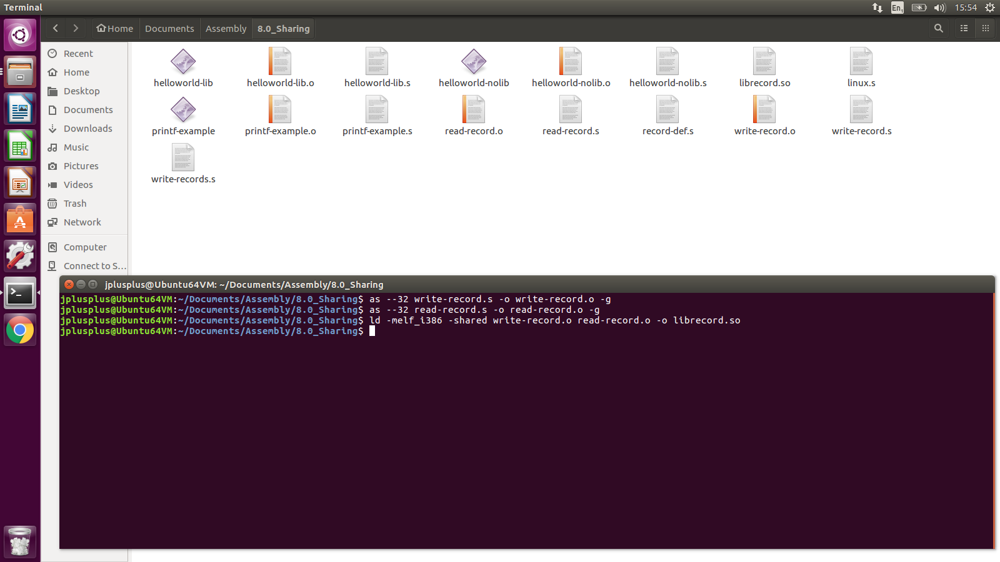 Terminal
En1
15:54
Home
Documents
Assembly
8.0_Sharing
Recent
Home
Desktop
Documents
Downloads
Music
Pictures
Videos
Trash
Network
Computer
Connect to S...
helloworld-lib
helloworld-lib.o
helloworld-lib.s
helloworld-nolib
helloworld-nolib.o
helloworld-nolib.s
librecord.so
linux.s
printf-example
printf-example.o
printf-example.s
read-record.o
read-record.s
record-def.s
write-record.o
write-record.s
write-records.s
jplusplus@Ubuntu64VM: ~/Documents/Assembly/8.0_Sharing
jplusplus@Ubuntu64VM:~/Documents/Assembly/8.0_Sharing$ as --32 write-record.s -o write-record.o -g
jplusplus@Ubuntu64VM:~/Documents/Assembly/8.0_Sharing$ as --32 read-record.s -o read-record.o -g
jplusplus@Ubuntu64VM:~/Documents/Assembly/8.0_Sharing$ ld -melf_i386 -shared write-record.o read-record.o -o librecord.so
jplusplus@Ubuntu64VM:~/Documents/Assembly/8.0_Sharing$